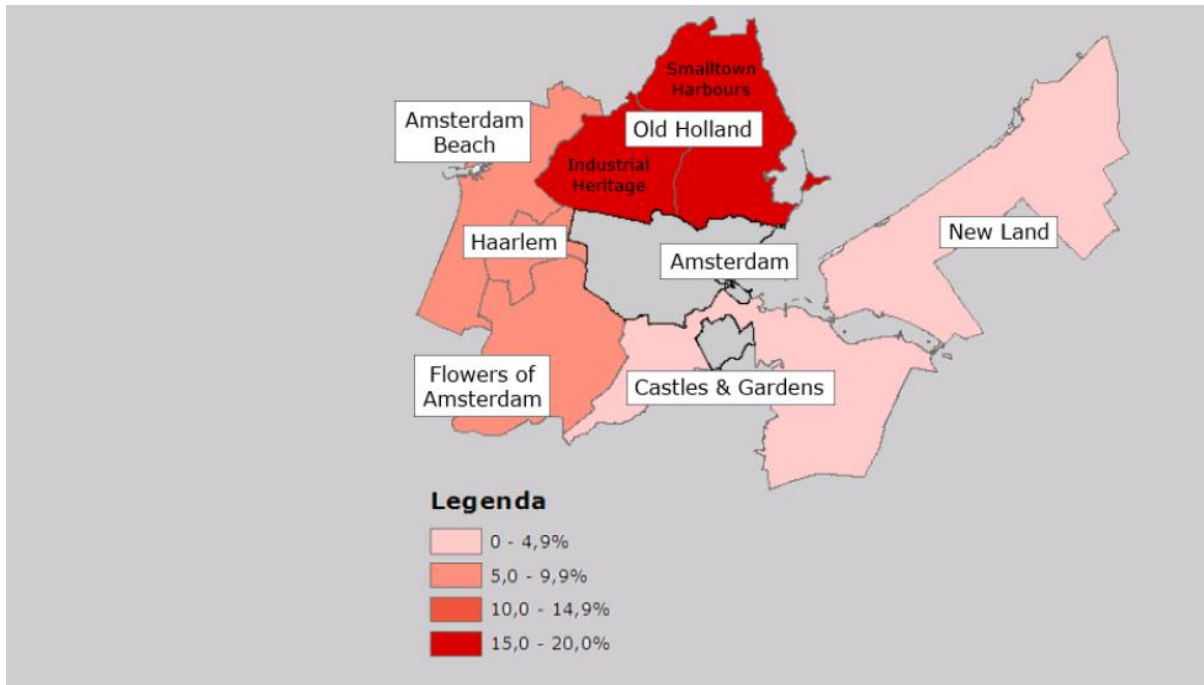 Smalltown
Harbours
Amsterdam
Beach
Old Holland
Industrial
Heritage
Haarlem
New Land
Amsterdam
Flowers of
Amsterdam
Castles & Gardens
Legenda
0 - 4,9%
5,0 - 9,9%
10,0 - 14,9%
15,0 - 20,0%